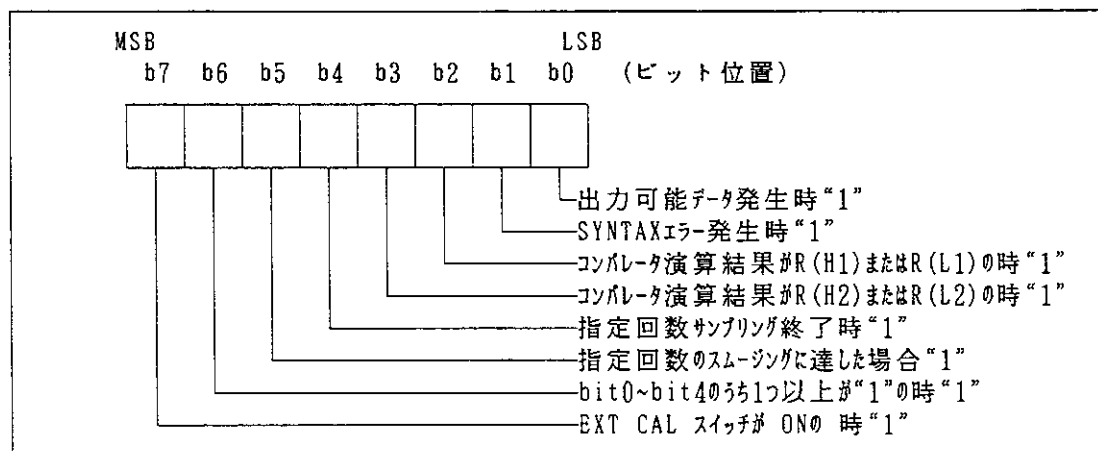 MSB LSB
b7 b6 b5 b4 b3 b2 b1 b0 (ビット位置)
出力可能データ発生時“1”
SYNTAXエラー発生時“1”
コンパレータ演算結果がR(H1)またはR(L1)の時“1”
コンパレータ演算結果がR(H2)またはR(L2)の時“1”
指定回数サンプリング終了時“1”
指定回数のスムージングに達した場合“1”
bit0~bit4のうち1つ以上が“1”の時“1”
EXT CAL スイッチが ONの 時“1”